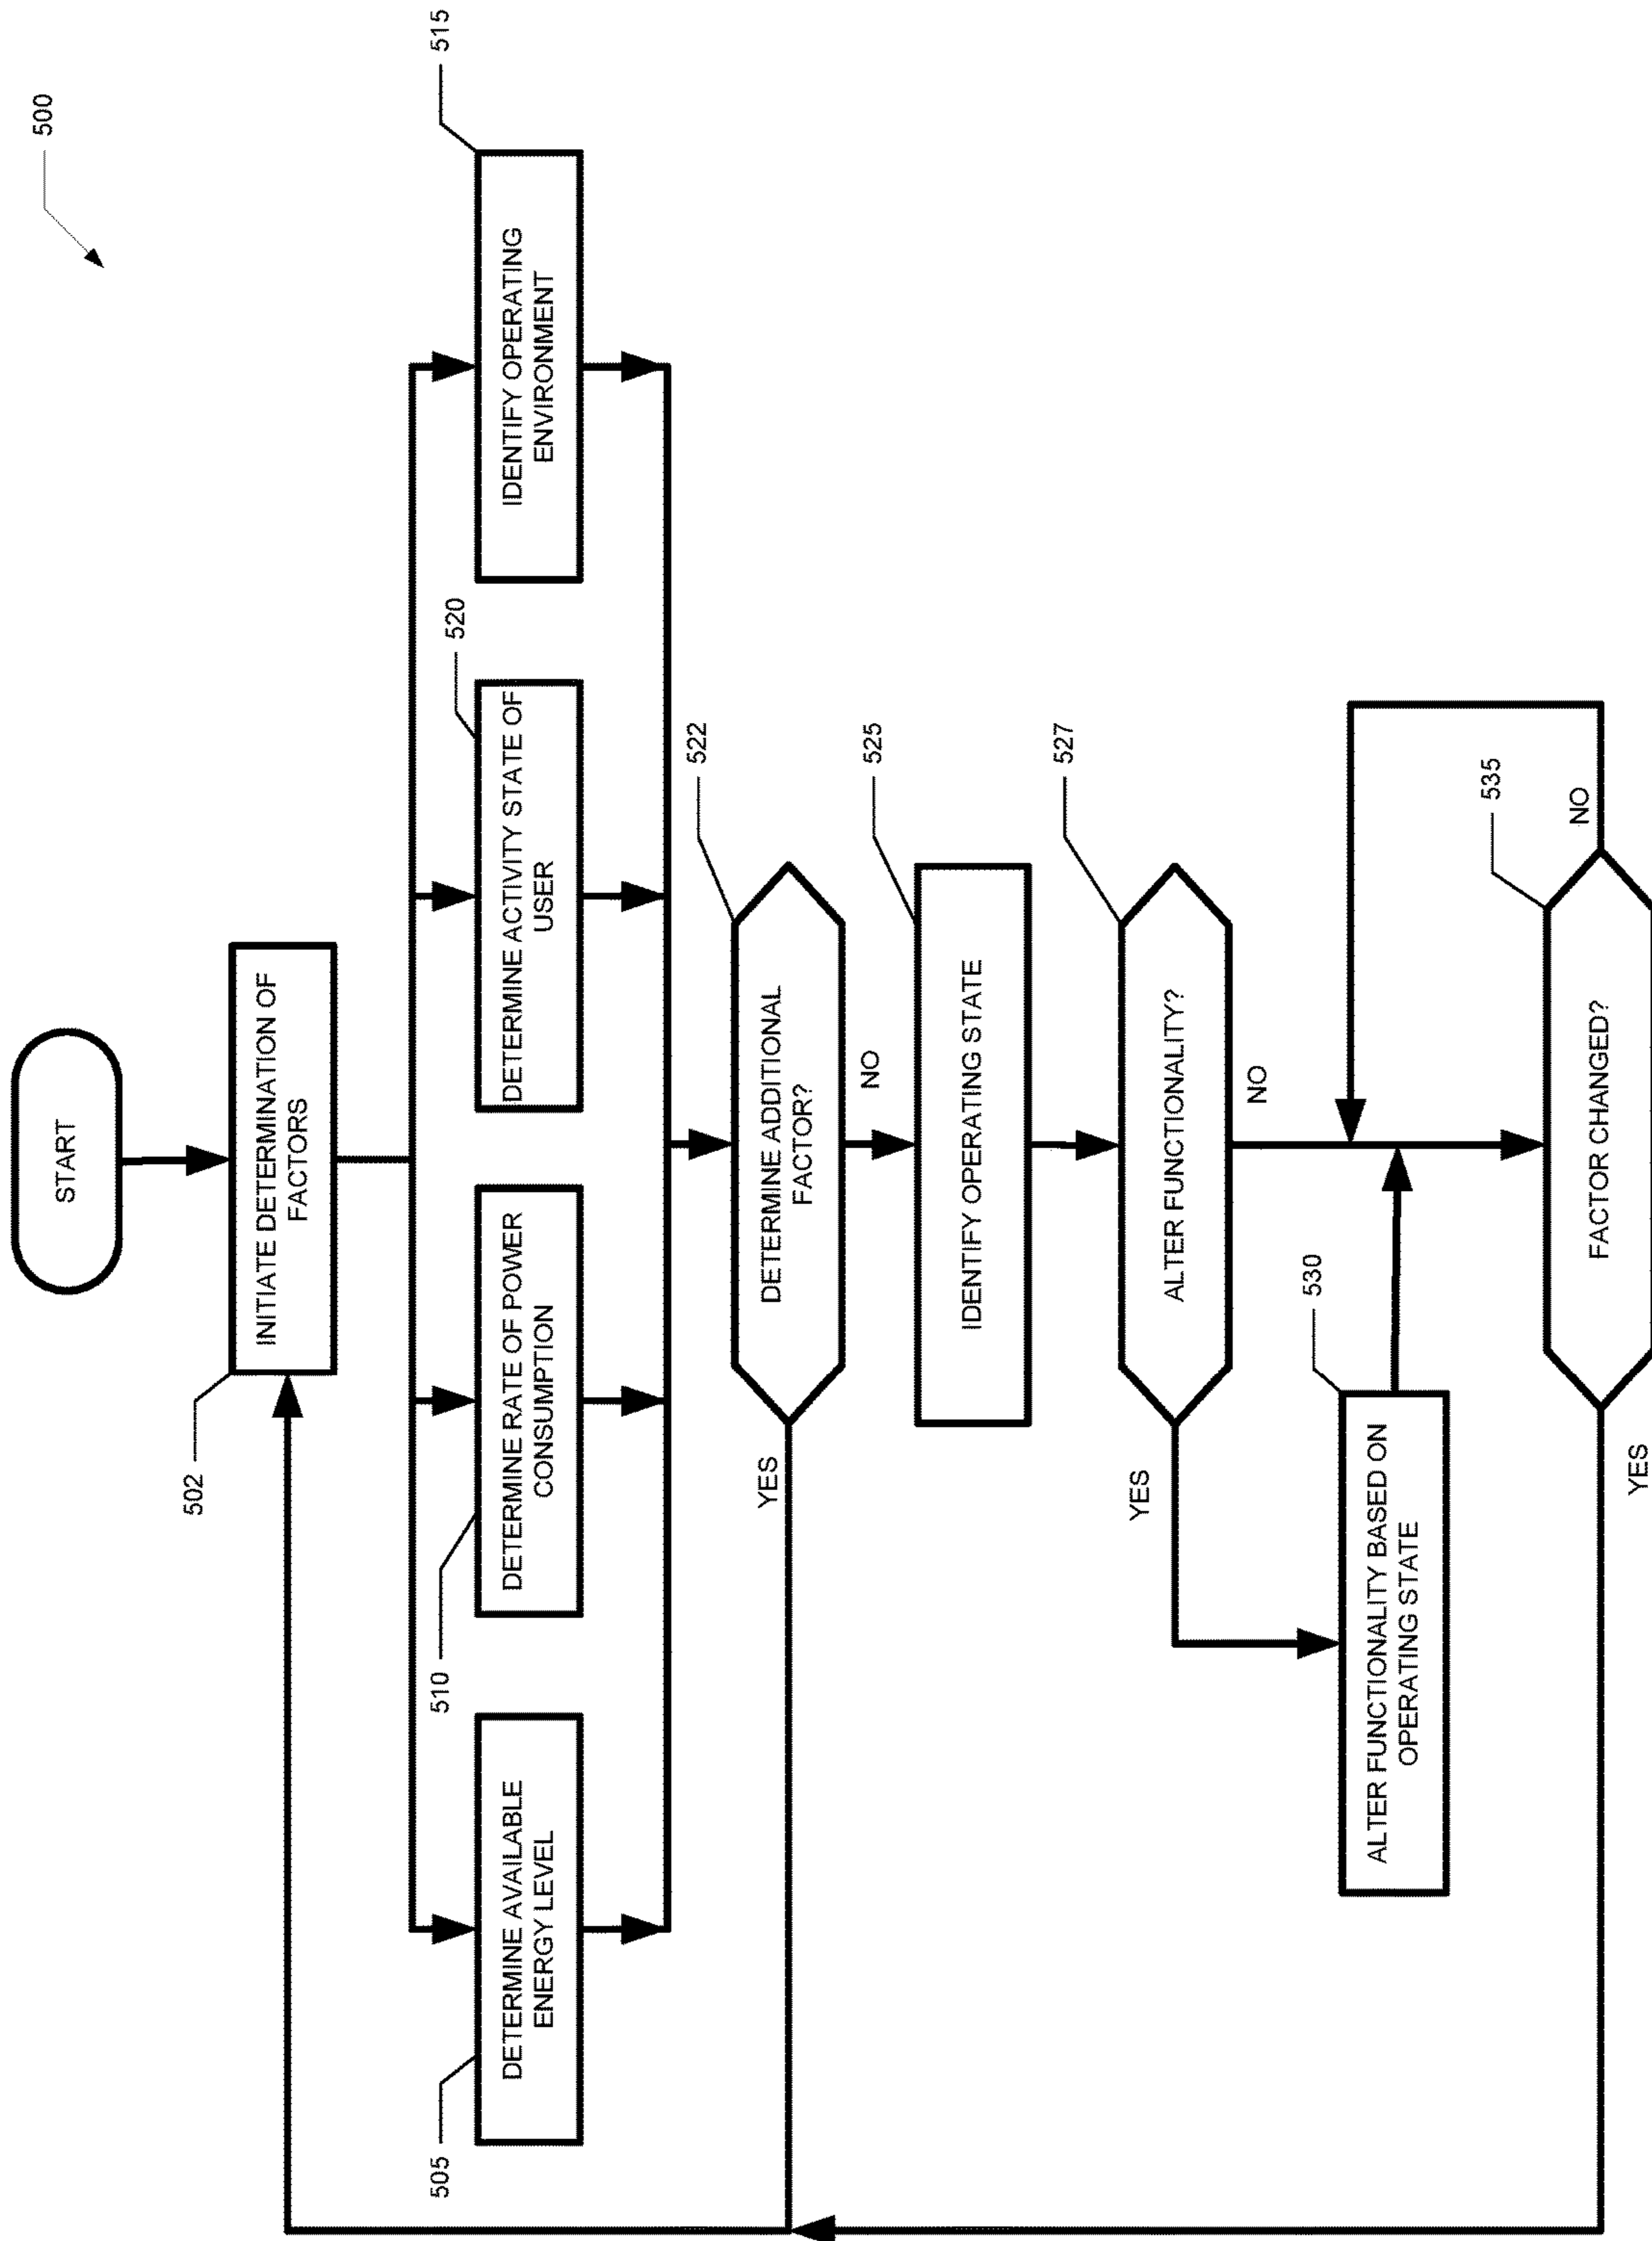 500
START
502
INITIATE DETERMINATION OF
FACTORS
505
DETERMINE AVAILABLE
ENERGY LEVEL
510
DETERMINE RATE OF POWER
CONSUMPTION
520
DETERMINE ACTIVITY STATE OF
USER
515
IDENTIFY OPERATING
ENVIRONMENT
522
DETERMINE ADDITIONAL
FACTOR?
YES
NO
525
IDENTIFY OPERATING STATE
527
ALTER FUNCTIONALITY?
YES
NO
530
ALTER FUNCTIONALITY BASED ON
OPERATING STATE
535
FACTOR CHANGED?
NO
YES